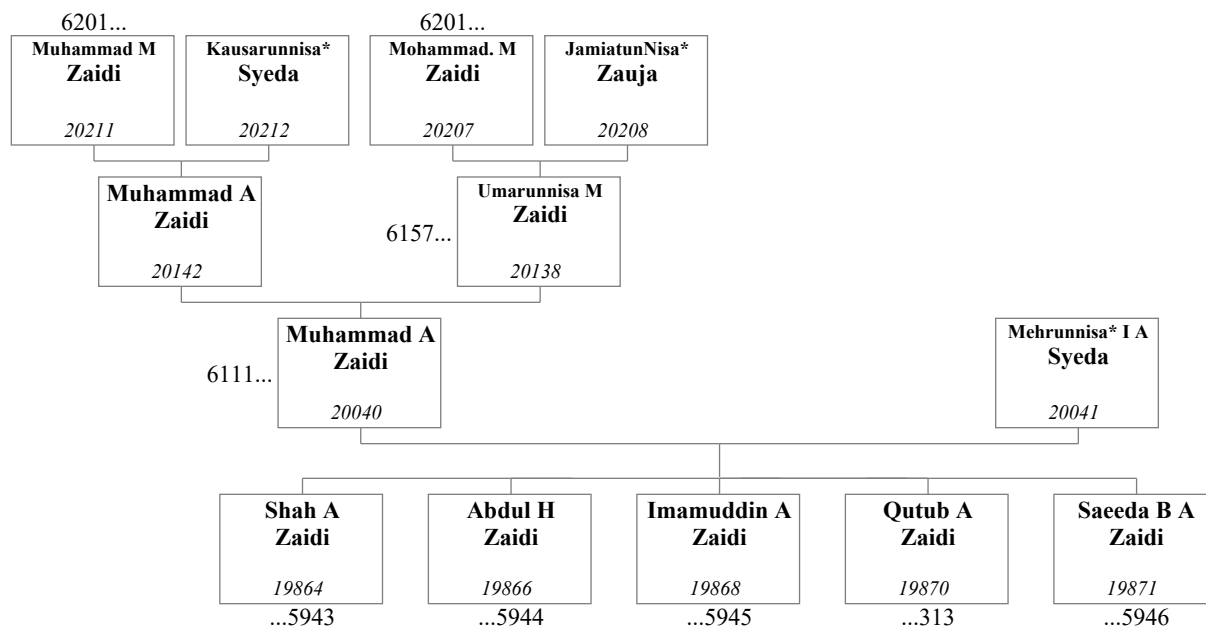 6201...
6201...
Muhammad M
Zaidi
20211
Kausarunnisa*
Syeda
20212
Mohammad. M
Zaidi
20207
JamiatunNisa*
Zauja
20208
Muhammad A
Zaidi
20142
6157...
Umarunnisa M
Zaidi
20138
6111...
Muhammad A
Zaidi
20040
Mehrunnisa* I A
Syeda
20041
Shah A
Zaidi
19864
...5943
Abdul H
Zaidi
19866
...5944
Imamuddin A
Zaidi
19868
...5945
Qutub A
Zaidi
19870
...313
Saeeda B A
Zaidi
19871
...5946